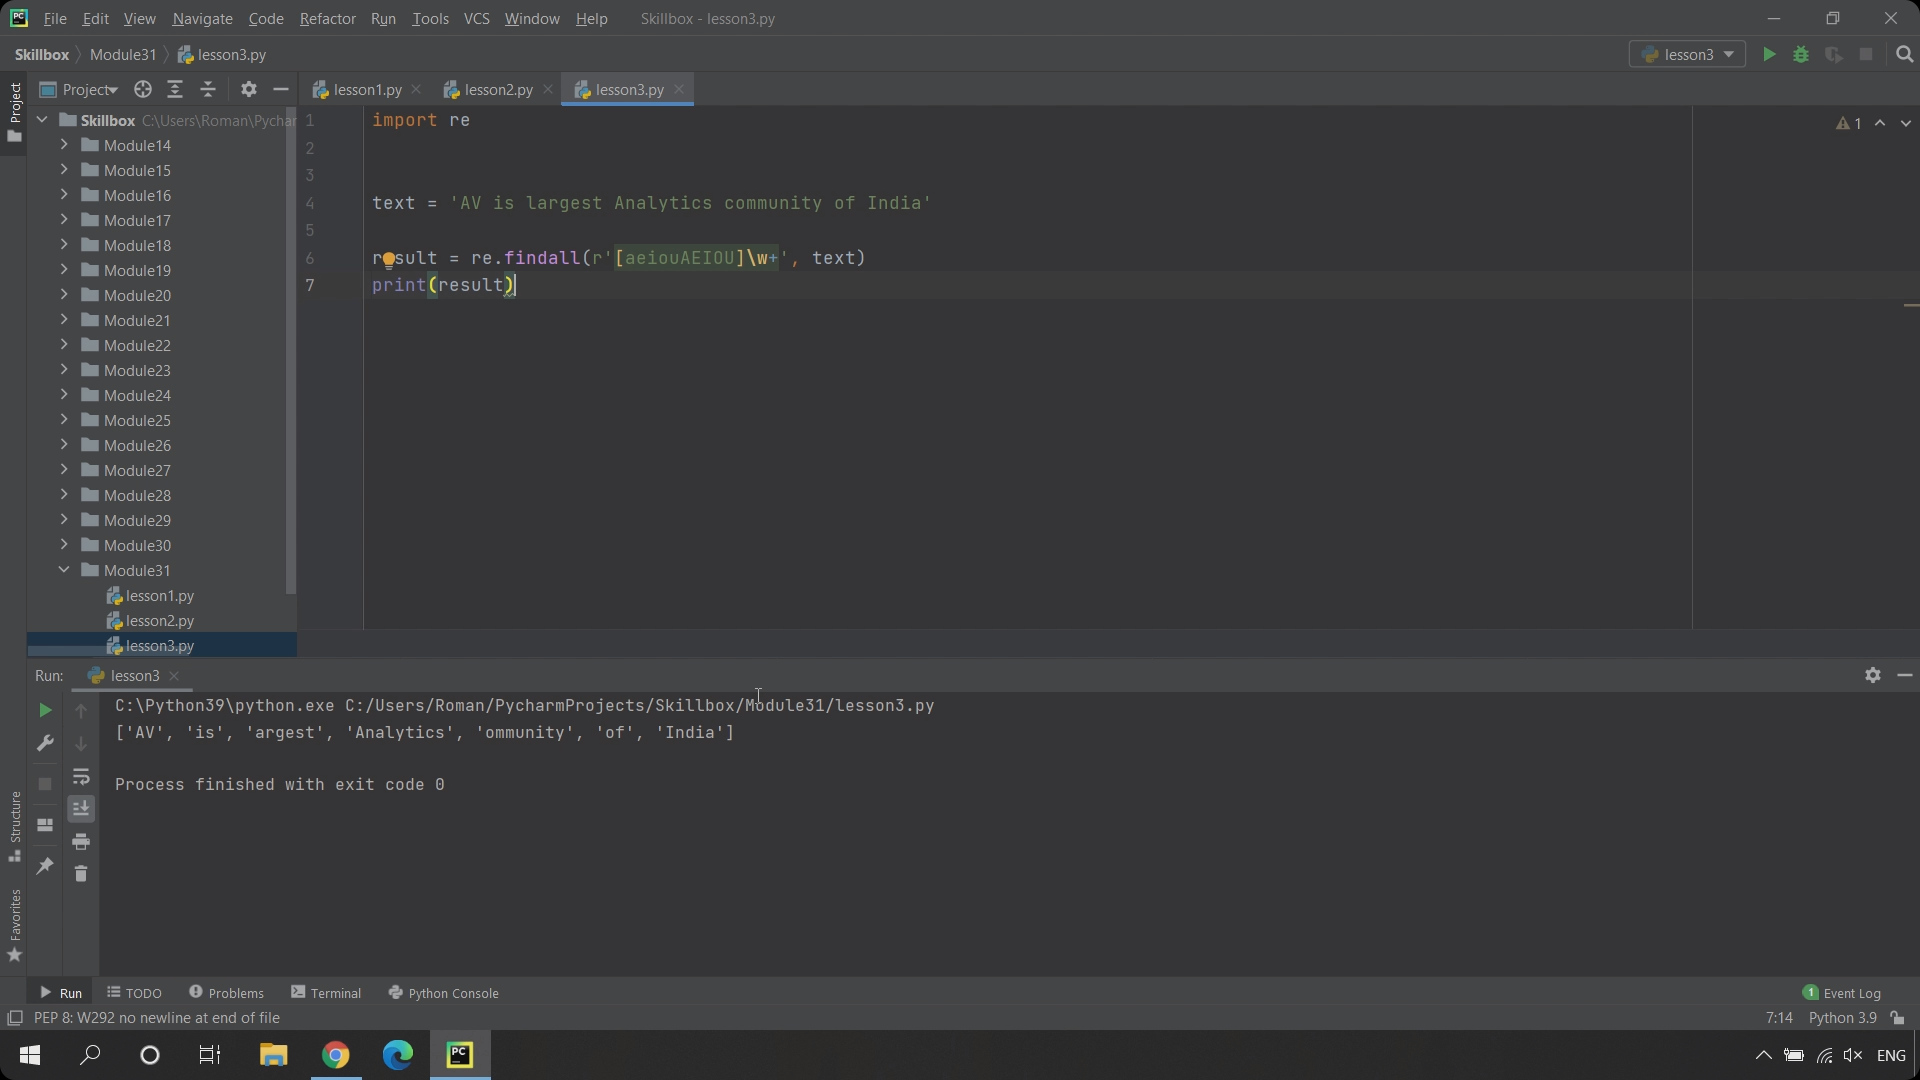 PC File Edit View Navigate Code Refactor Run Tools VCS Window Help Skillbox - lesson3.py
Skillbox Module31 lesson3.py lesson3
Project lesson1.py lesson2.py lesson3.py
Project
Skillbox C:\Users\Roman\Pychar
Module14
Module15
Module16
Module17
Module18
Module19
Module20
Module21
Module22
Module23
Module24
Module25
Module26
Module27
Module28
Module29
Module30
Module31
lesson1.py
lesson2.py
lesson3.py
1 import re
2
3
4 text = 'AV is largest Analytics community of India'
5
6 result = re.findall(r'[aeiouAEIOU]\w+', text)
7 print(result)
1
Run: lesson3
C:\Python39\python.exe C:/Users/Roman/PycharmProjects/Skillbox/Module31/lesson3.py
['AV', 'is', 'argest', 'Analytics', 'ommunity', 'of', 'India']
Process finished with exit code 0
Structure
Favorites
Run TODO Problems Terminal Python Console 1 Event Log
PEP 8: W292 no newline at end of file 7:14 Python 3.9
PC ENG